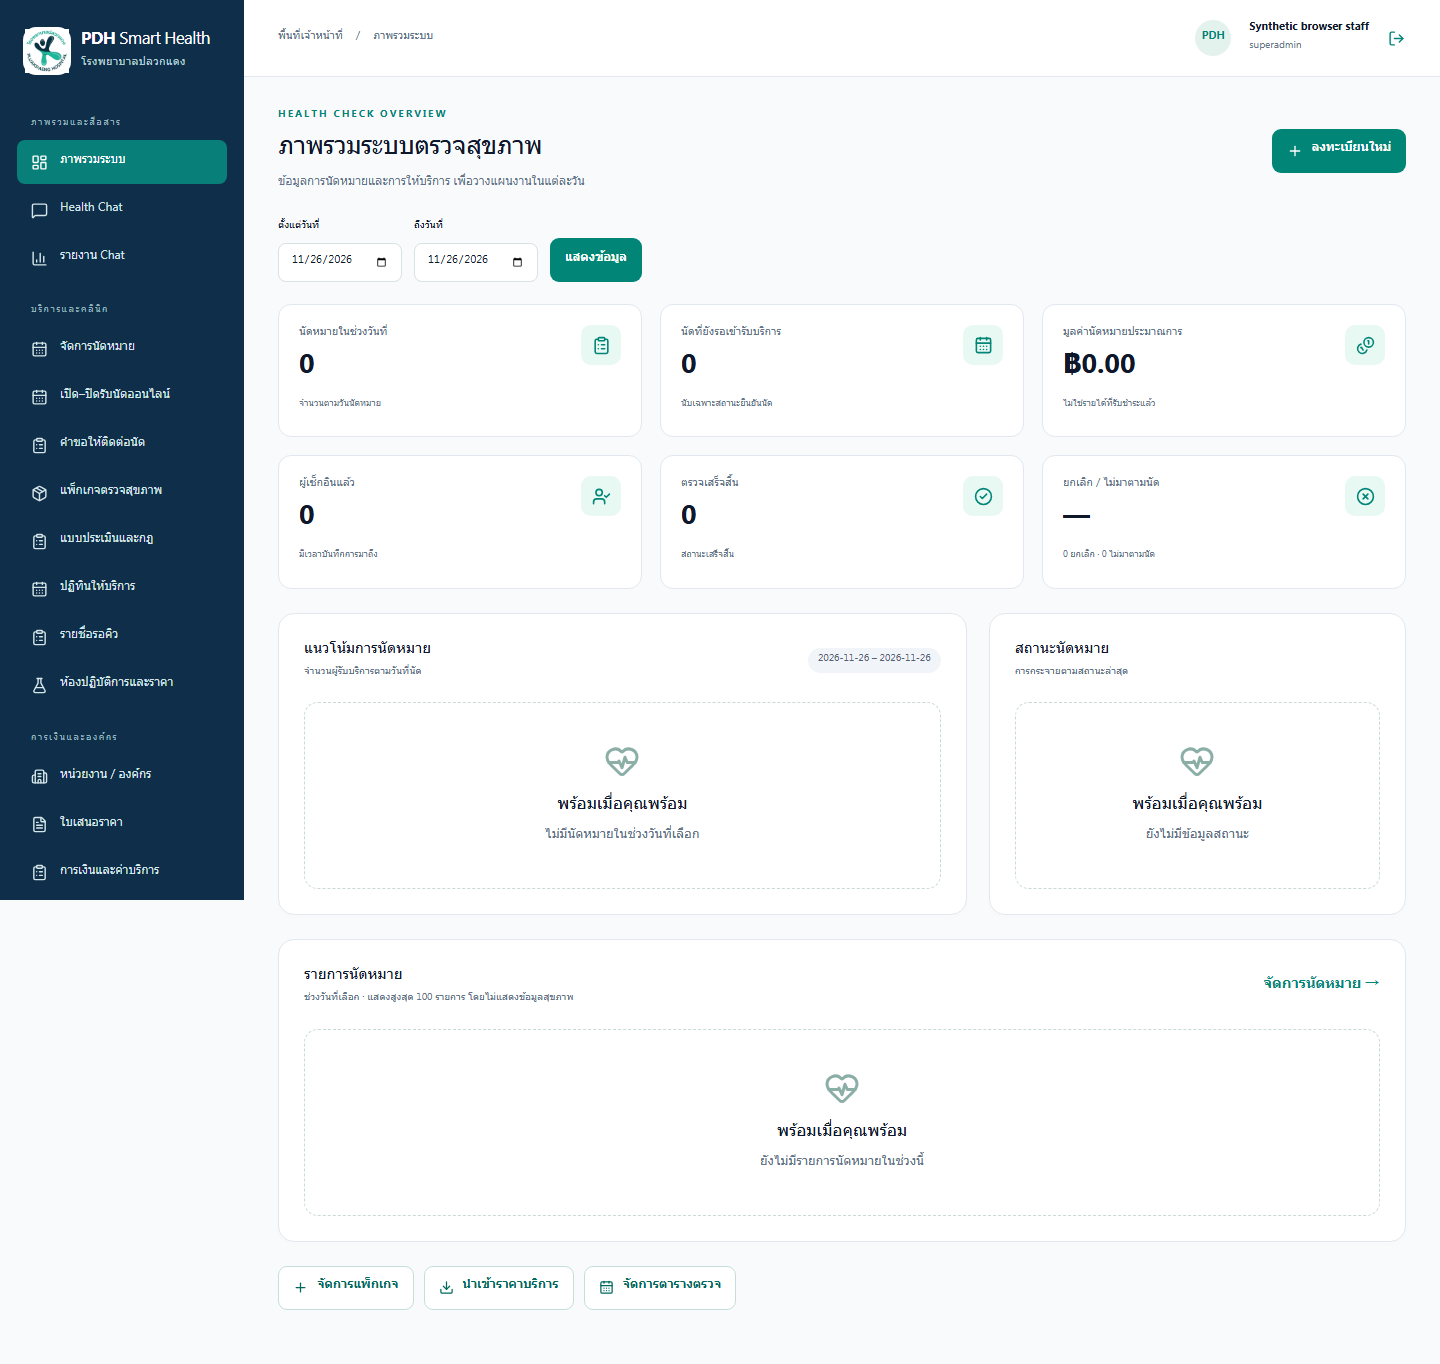 PDH Smart Health
โรงพยาบาลปลวกแดง
ภาพรวมและสื่อสาร
ภาพรวมระบบ
Health Chat
รายงาน Chat
บริการและคลินิก
จัดการนัดหมาย
เปิด–ปิดรับนัดออนไลน์
คำขอให้ติดต่อนัด
แพ็กเกจตรวจสุขภาพ
แบบประเมินและกฎ
ปฏิทินให้บริการ
รายชื่อรอคิว
ห้องปฏิบัติการและราคา
การเงินและองค์กร
หน่วยงาน / องค์กร
ใบเสนอราคา
การเงินและค่าบริการ
พื้นที่เจ้าหน้าที่ / ภาพรวมระบบ
PDH
Synthetic browser staff
superadmin
HEALTH CHECK OVERVIEW
ภาพรวมระบบตรวจสุขภาพ
ข้อมูลการนัดหมายและการให้บริการ เพื่อวางแผนงานในแต่ละวัน
ลงทะเบียนใหม่
ตั้งแต่วันที่
ถึงวันที่
11/26/2026
11/26/2026
แสดงข้อมูล
นัดหมายในช่วงวันที่
0
จำนวนตามวันนัดหมาย
นัดที่ยังรอเข้ารับบริการ
0
นับเฉพาะสถานะยืนยันนัด
มูลค่านัดหมายประมาณการ
฿0.00
ไม่ใช่รายได้ที่รับชำระแล้ว
ผู้เช็กอินแล้ว
0
มีเวลาบันทึกการมาถึง
ตรวจเสร็จสิ้น
0
สถานะเสร็จสิ้น
ยกเลิก / ไม่มาตามนัด
—
0 ยกเลิก · 0 ไม่มาตามนัด
แนวโน้มการนัดหมาย
จำนวนผู้รับบริการตามวันที่นัด
2026-11-26 – 2026-11-26
พร้อมเมื่อคุณพร้อม
ไม่มีนัดหมายในช่วงวันที่เลือก
สถานะนัดหมาย
การกระจายตามสถานะล่าสุด
พร้อมเมื่อคุณพร้อม
ยังไม่มีข้อมูลสถานะ
รายการนัดหมาย
ช่วงวันที่เลือก · แสดงสูงสุด 100 รายการ โดยไม่แสดงข้อมูลสุขภาพ
จัดการนัดหมาย →
พร้อมเมื่อคุณพร้อม
ยังไม่มีรายการนัดหมายในช่วงนี้
จัดการแพ็กเกจ
นำเข้าราคาบริการ
จัดการตารางตรวจ